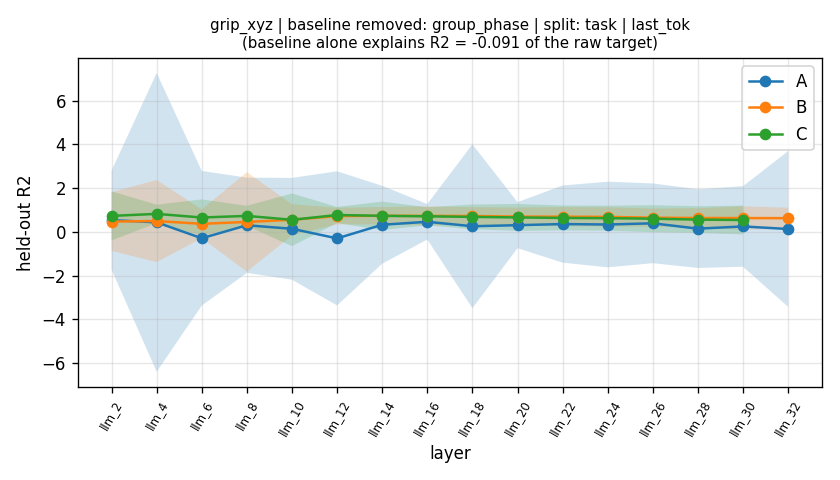 grip_xyz | baseline removed: group_phase | split: task | last_tok
(baseline alone explains R2 = -0.091 of the raw target)
A
B
C
held-out R2
6
4
2
0
−2
−4
−6
llm_2
llm_4
llm_6
llm_8
llm_10
llm_12
llm_14
llm_16
llm_18
llm_20
llm_22
llm_24
llm_26
llm_28
llm_30
llm_32
layer